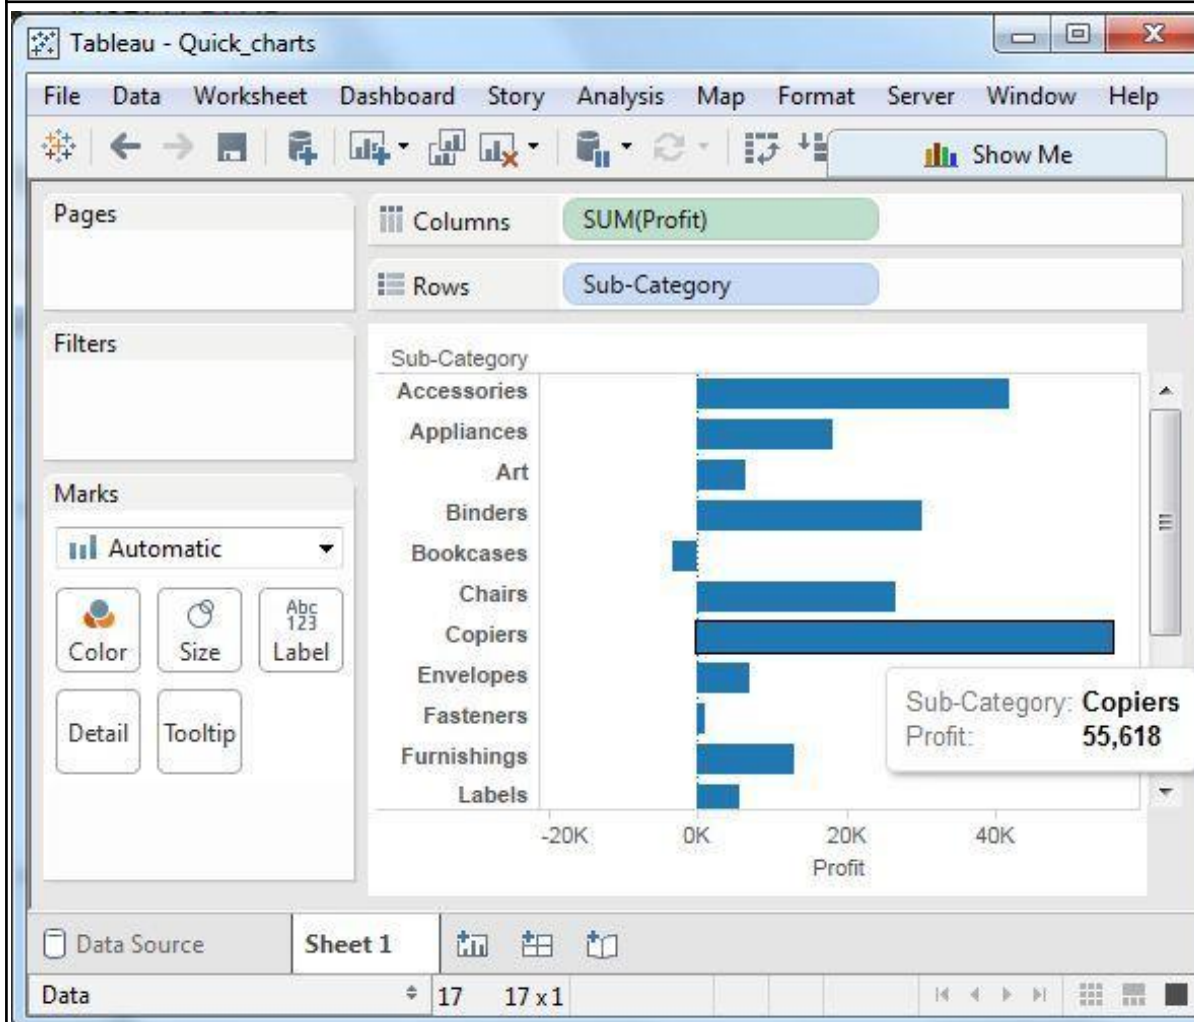 Tableau - Quick_charts
File Data Worksheet Dashboard Story Analysis Map Format Server Window Help
Show Me
Pages
Columns SUM(Profit)
Rows Sub-Category
Filters
Sub-Category
Accessories
Appliances
Art
Binders
Bookcases
Chairs
Copiers
Envelopes
Fasteners
Furnishings
Labels
Sub-Category: Copiers
Profit: 55,618
-20K 0K 20K 40K
Profit
Marks
Automatic
Abc
123
Color Size Label
Detail Tooltip
Data Source Sheet 1
Data 17 17 x 1